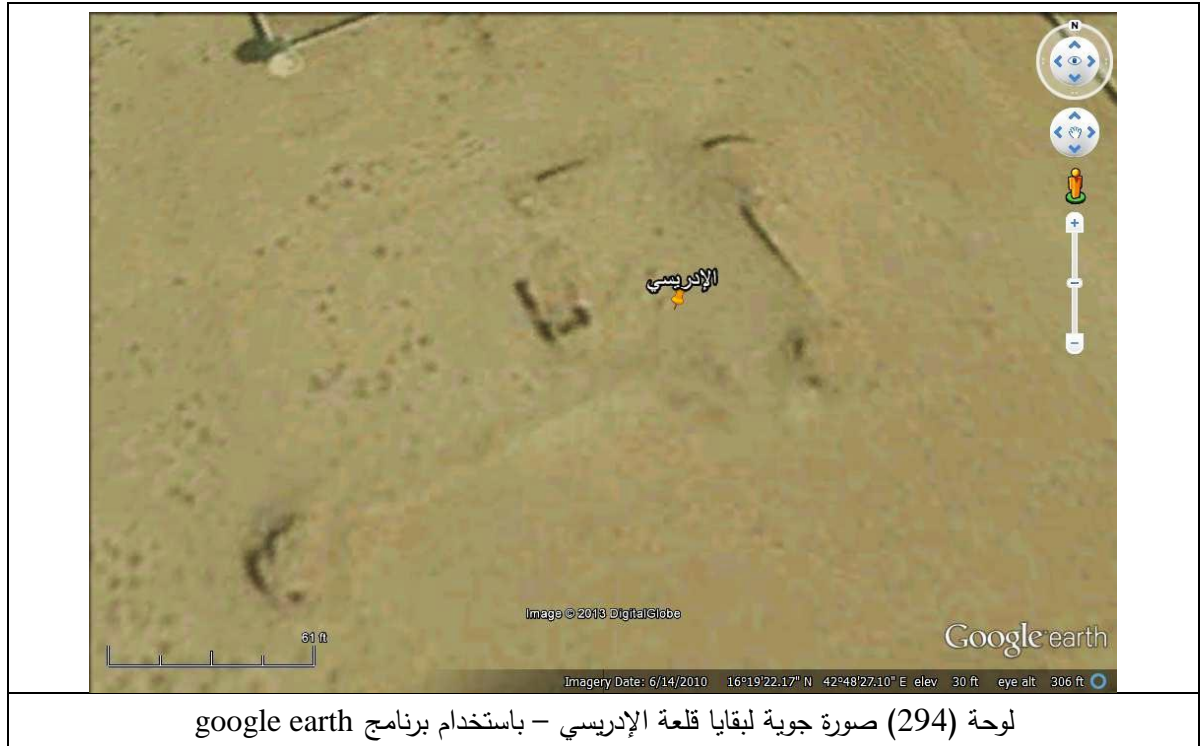 N
الإدريسي
Image © 2013 DigitalGlobe
61 ft
Google earth
Imagery Date: 6/14/2010 16°19'22.17" N 42°48'27.10" E elev 30 ft eye alt 306 ft
لوحة (294) صورة جوية لبقايا قلعة الإدريسي – باستخدام برنامج google earth